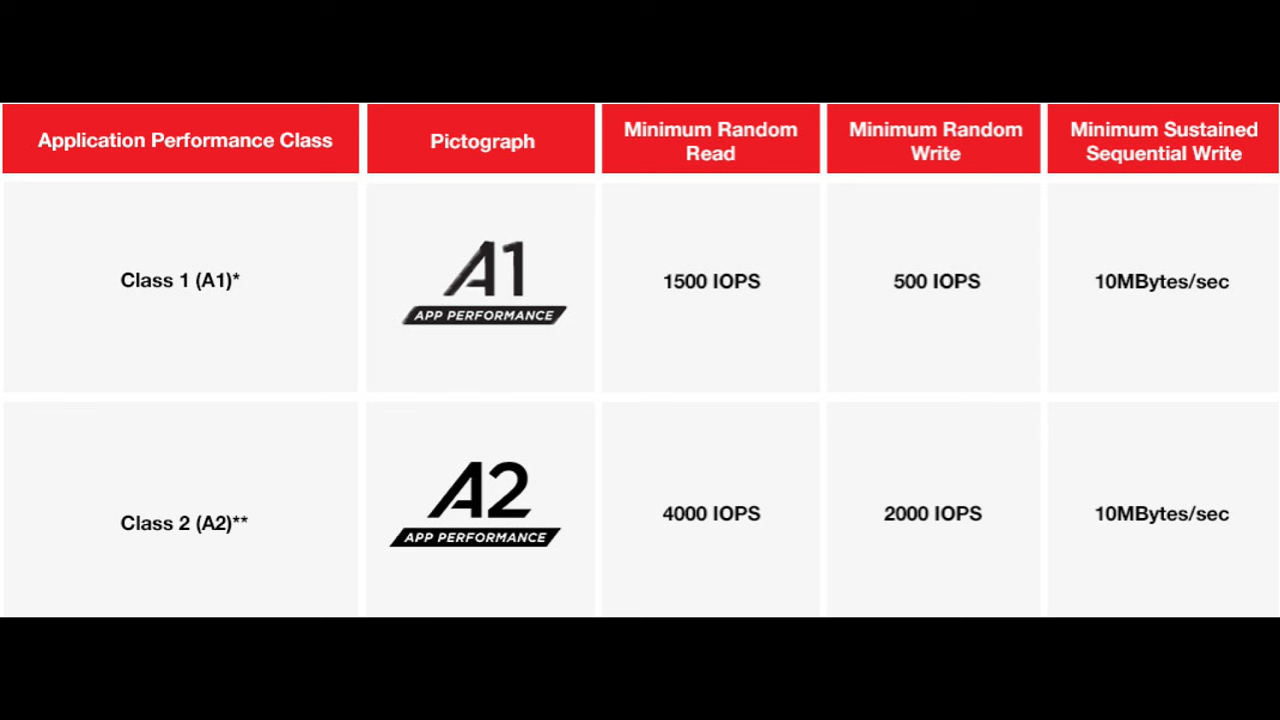 Application Performance Class
Pictograph
Minimum Random
Read
Minimum Random
Write
Minimum Sustained
Sequential Write
Class 1 (A1)*
A1
APP PERFORMANCE
1500 IOPS
500 IOPS
10MBytes/sec
Class 2 (A2)**
A2
APP PERFORMANCE
4000 IOPS
2000 IOPS
10MBytes/sec